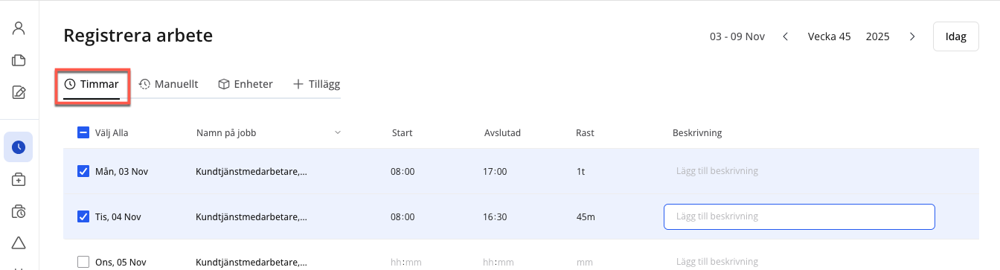 Registrera arbete
03 - 09 Nov Vecka 45 2025 Idag
Timmar Manuellt Enheter Tillägg
Välj Alla Namn på jobb Start Avslutad Rast Beskrivning
Mån, 03 Nov Kundtjänstmedarbetare,... 08:00 17:00 1t Lägg till beskrivning
Tis, 04 Nov Kundtjänstmedarbetare,... 08:00 16:30 45m Lägg till beskrivning
Ons, 05 Nov Kundtjänstmedarbetare,... hh:mm hh:mm mm Lägg till beskrivning